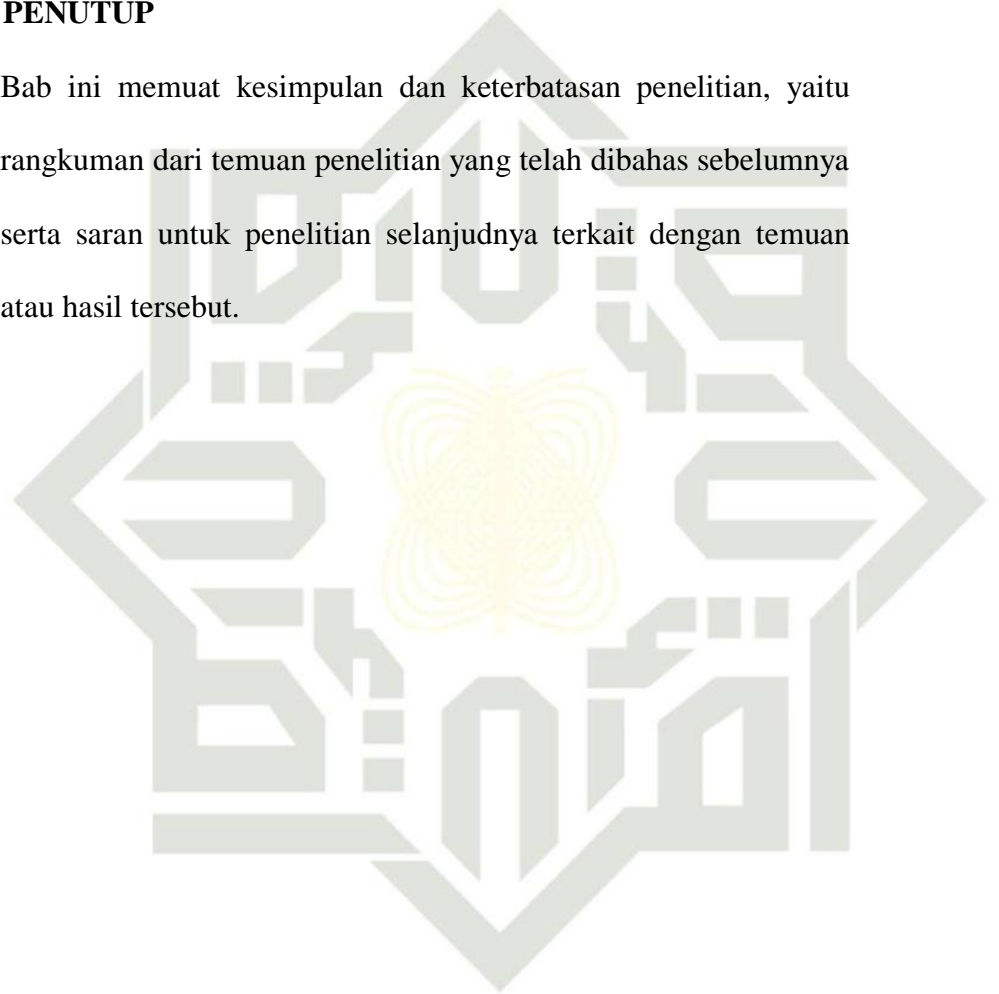 PENUTUP
Bab ini memuat kesimpulan dan keterbatasan penelitian, yaitu
rangkuman dari temuan penelitian yang telah dibahas sebelumnya
serta saran untuk penelitian selanjudnya terkait dengan temuan
atau hasil tersebut.